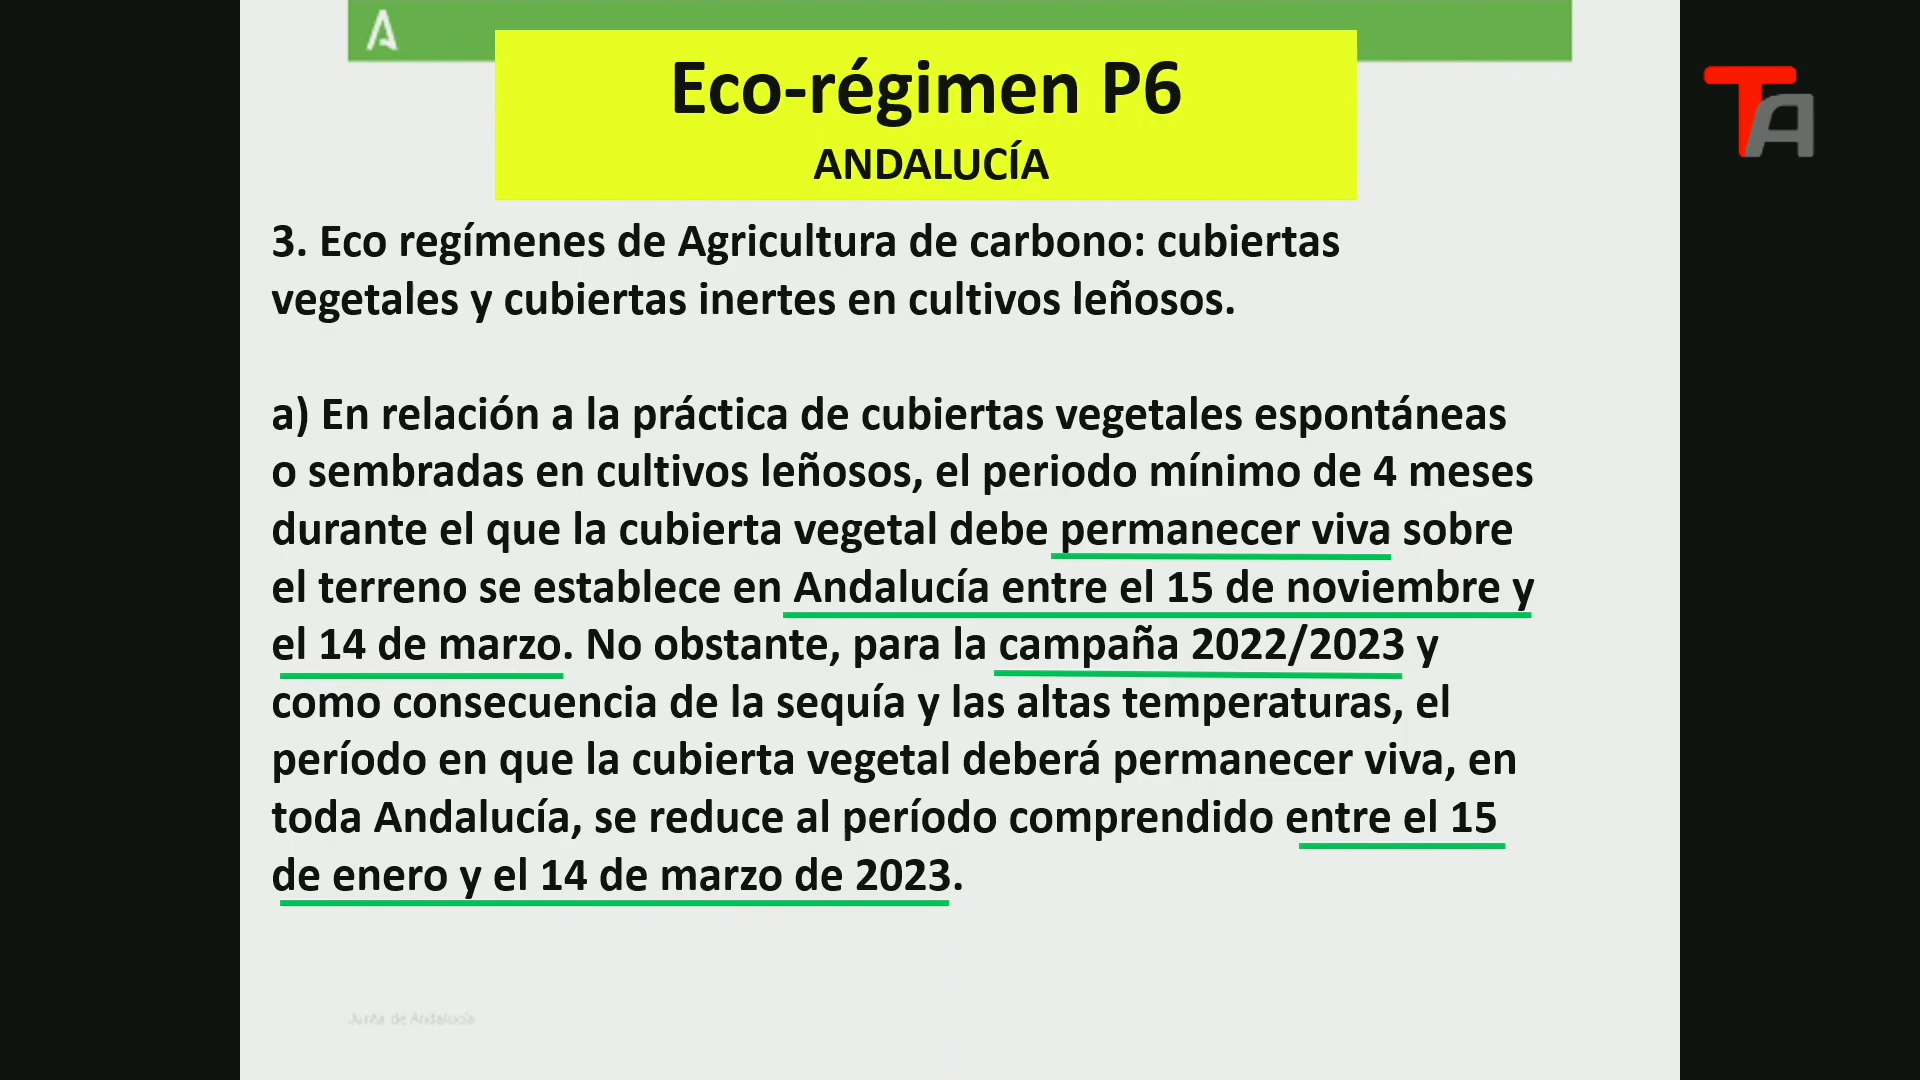 Eco-régimen P6
ANDALUCÍA
TA
3. Eco regímenes de Agricultura de carbono: cubiertas
vegetales y cubiertas inertes en cultivos leñosos.
a) En relación a la práctica de cubiertas vegetales espontáneas
o sembradas en cultivos leñosos, el periodo mínimo de 4 meses
durante el que la cubierta vegetal debe permanecer viva sobre
el terreno se establece en Andalucía entre el 15 de noviembre y
el 14 de marzo. No obstante, para la campaña 2022/2023 y
como consecuencia de la sequía y las altas temperaturas, el
período en que la cubierta vegetal deberá permanecer viva, en
toda Andalucía, se reduce al período comprendido entre el 15
de enero y el 14 de marzo de 2023.
Junta de Andalucía